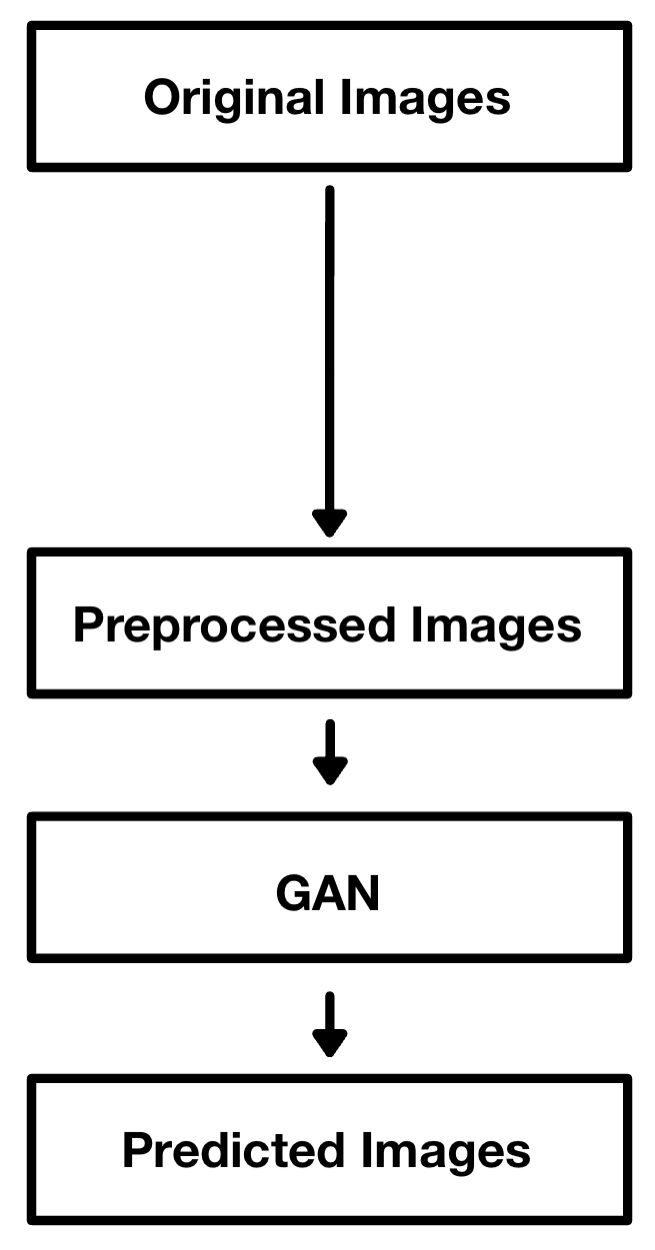 Original Images
Preprocessed Images
GAN
Predicted Images